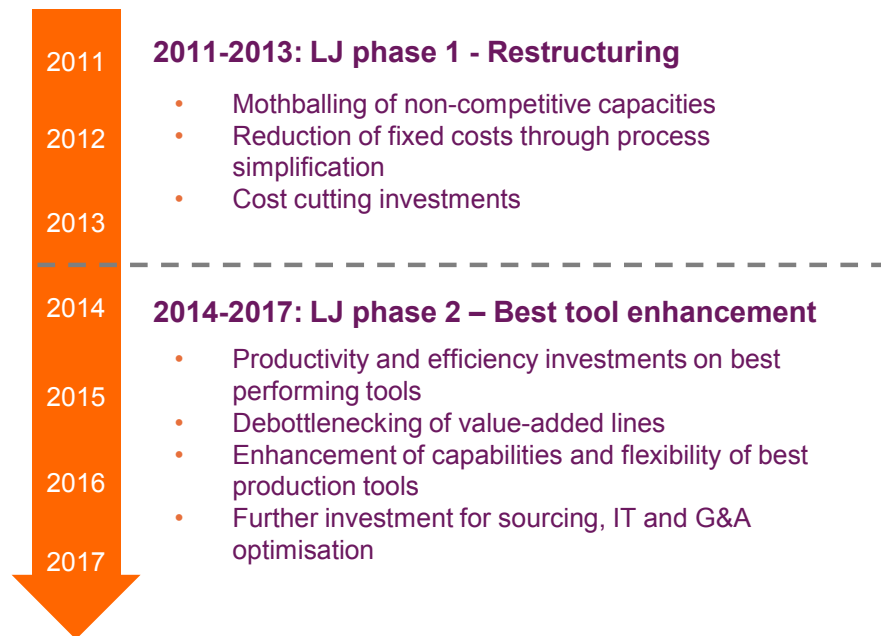 2011
2011-2013: LJ phase 1 - Restructuring
• Mothballing of non-competitive capacities
2012
• Reduction of fixed costs through process
simplification
• Cost cutting investments
2013
2014
2014-2017: LJ phase 2 – Best tool enhancement
• Productivity and efficiency investments on best
performing tools
2015
• Debottlenecking of value-added lines
• Enhancement of capabilities and flexibility of best
production tools
2016
• Further investment for sourcing, IT and G&A
optimisation
2017